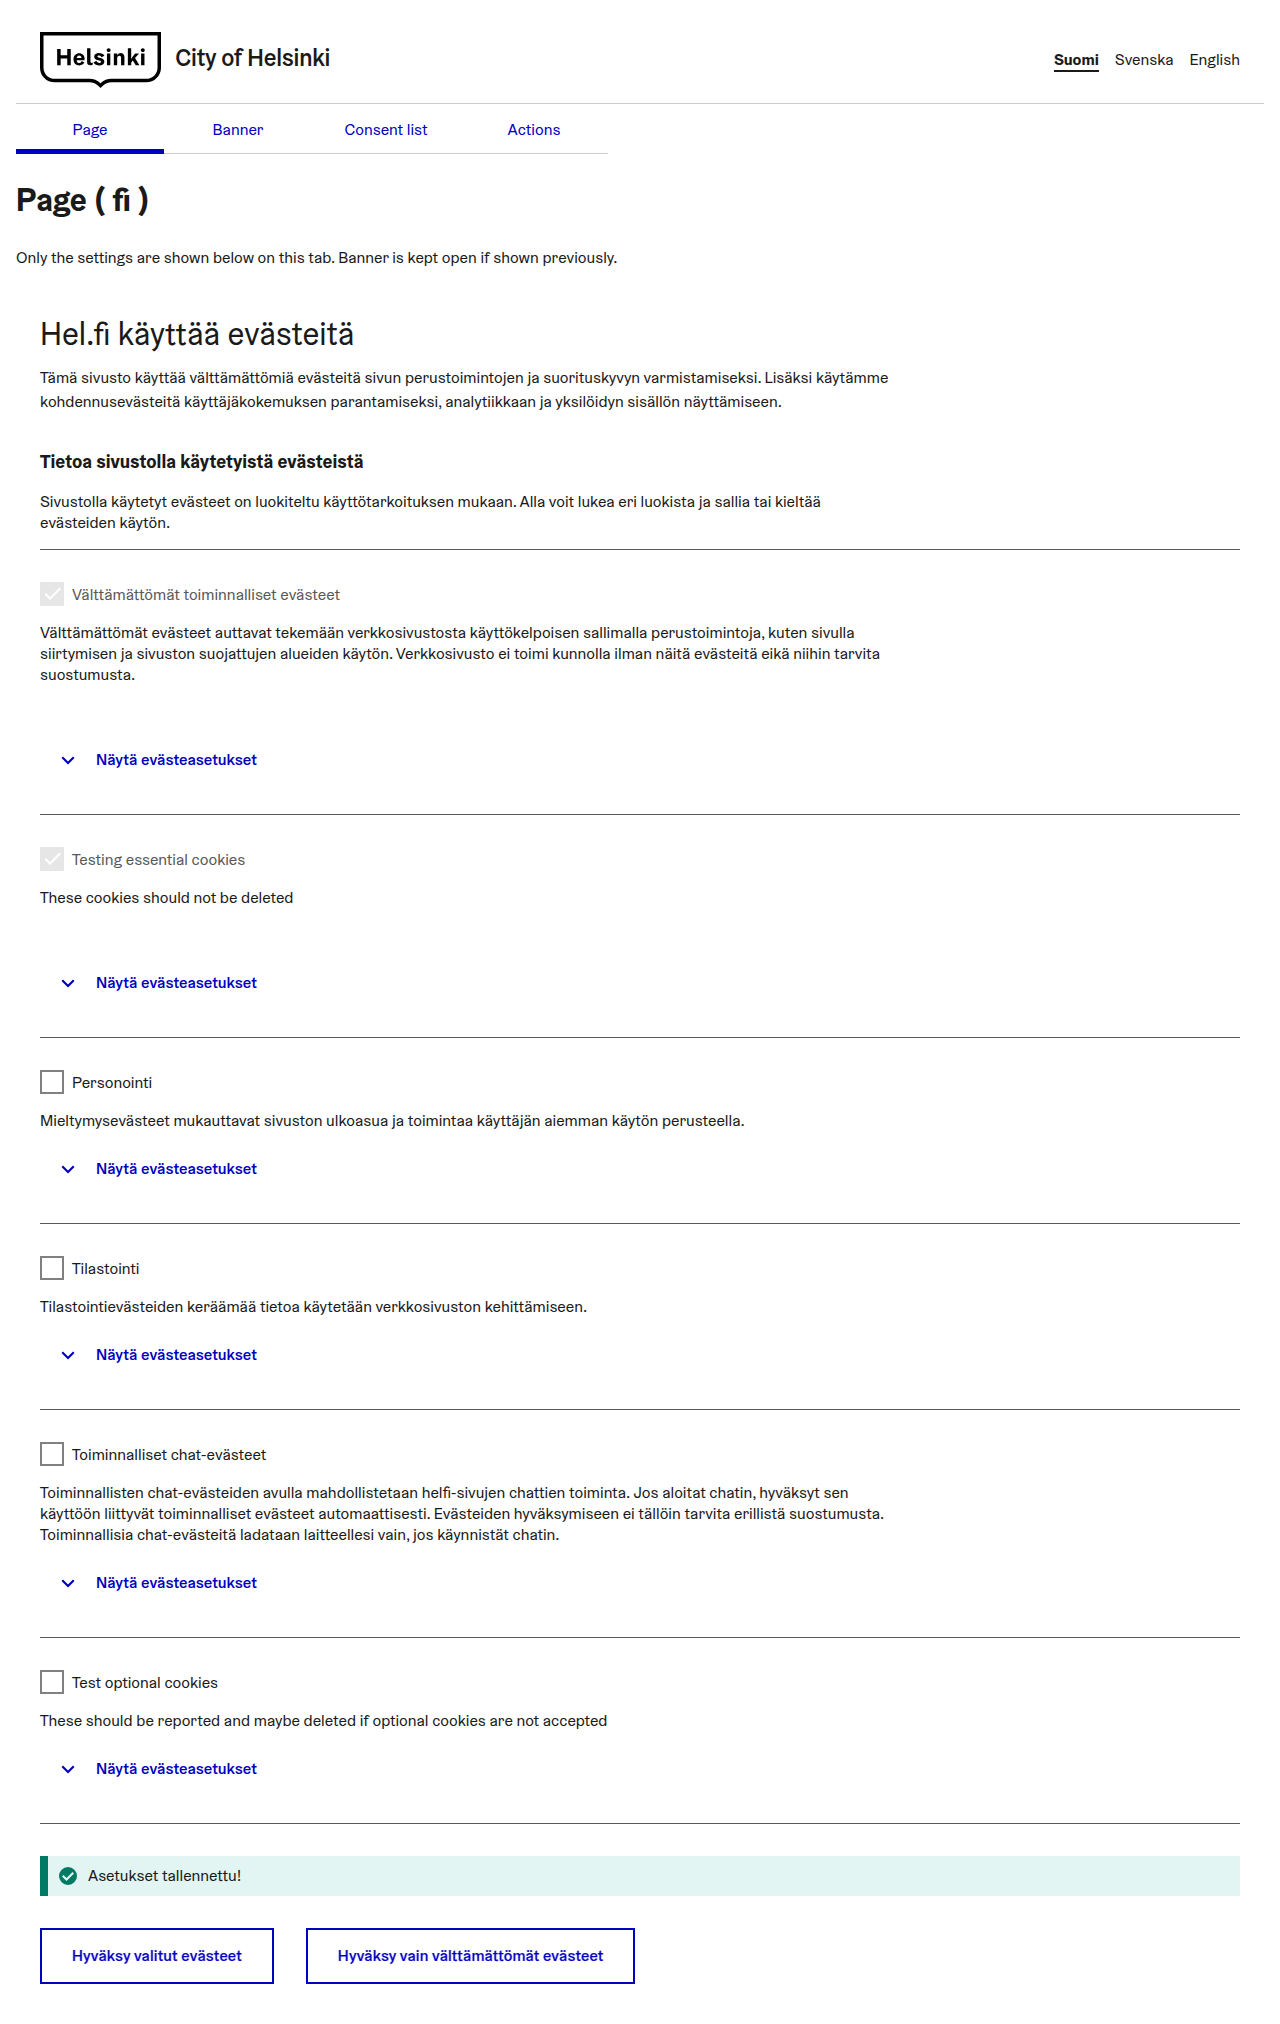 Helsinki
City of Helsinki
Suomi Svenska English
Page Banner Consent list Actions
Page ( fi )
Only the settings are shown below on this tab. Banner is kept open if shown previously.
Hel.fi käyttää evästeitä
Tämä sivusto käyttää välttämättömiä evästeitä sivun perustoimintojen ja suorituskyvyn varmistamiseksi. Lisäksi käytämme
kohdennusevästeitä käyttäjäkokemuksen parantamiseksi, analytiikkaan ja yksilöidyn sisällön näyttämiseen.
Tietoa sivustolla käytetyistä evästeistä
Sivustolla käytetyt evästeet on luokiteltu käyttötarkoituksen mukaan. Alla voit lukea eri luokista ja sallia tai kieltää
evästeiden käytön.
Välttämättömät toiminnalliset evästeet
Välttämättömät evästeet auttavat tekemään verkkosivustosta käyttökelpoisen sallimalla perustoimintoja, kuten sivulla
siirtymisen ja sivuston suojattujen alueiden käytön. Verkkosivusto ei toimi kunnolla ilman näitä evästeitä eikä niihin tarvita
suostumusta.
Näytä evästeasetukset
Testing essential cookies
These cookies should not be deleted
Näytä evästeasetukset
Personointi
Mieltymysevästeet mukauttavat sivuston ulkoasua ja toimintaa käyttäjän aiemman käytön perusteella.
Näytä evästeasetukset
Tilastointi
Tilastointievästeiden keräämää tietoa käytetään verkkosivuston kehittämiseen.
Näytä evästeasetukset
Toiminnalliset chat-evästeet
Toiminnallisten chat-evästeiden avulla mahdollistetaan helfi-sivujen chattien toiminta. Jos aloitat chatin, hyväksyt sen
käyttöön liittyvät toiminnalliset evästeet automaattisesti. Evästeiden hyväksymiseen ei tällöin tarvita erillistä suostumusta.
Toiminnallisia chat-evästeitä ladataan laitteellesi vain, jos käynnistät chatin.
Näytä evästeasetukset
Test optional cookies
These should be reported and maybe deleted if optional cookies are not accepted
Näytä evästeasetukset
Asetukset tallennettu!
Hyväksy valitut evästeet
Hyväksy vain välttämättömät evästeet